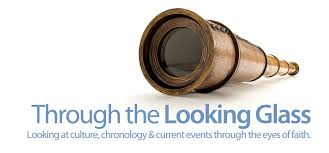 Through the Looking Glass
Looking at culture, chronology & current events through the eyes of faith.